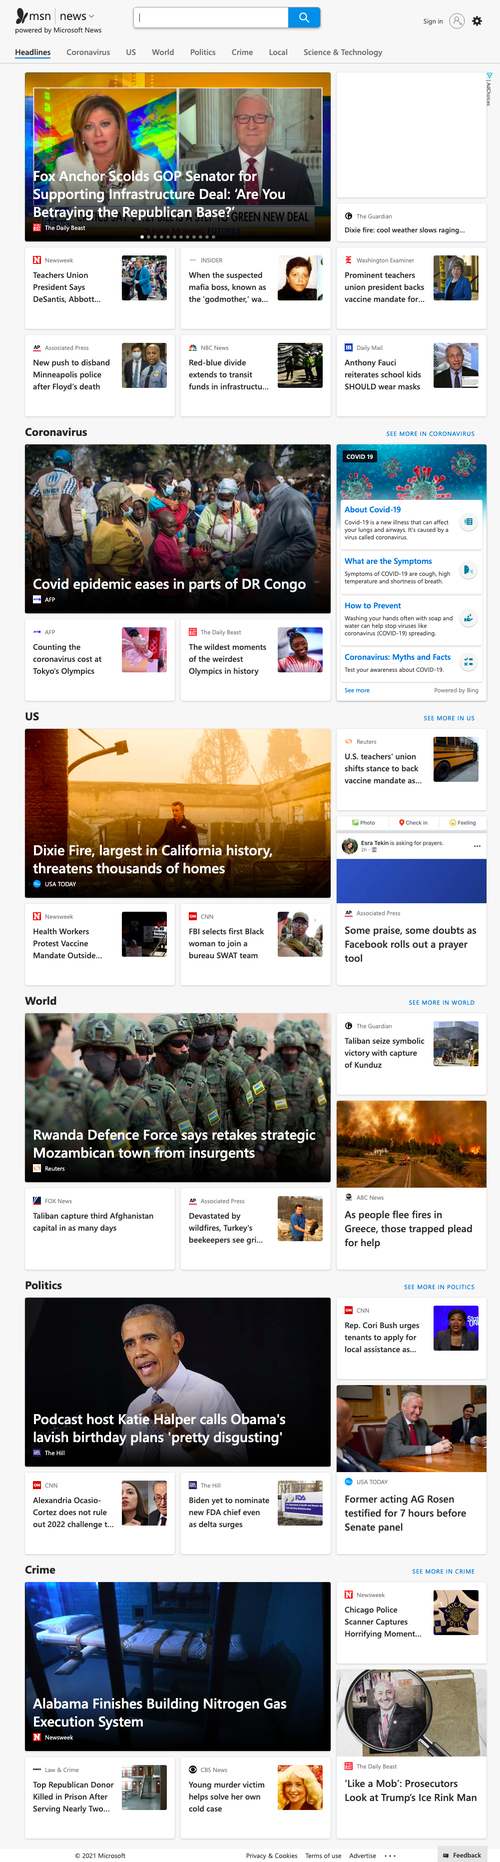 msn news
powered by Microsoft News
Sign in
Headlines Coronavirus US World Politics Crime Local Science & Technology
Fox Anchor Scolds GOP Senator for
Supporting Infrastructure Deal: 'Are You
Betraying the Republican Base?'
The Daily Beast
AdChoices
The Guardian
Dixie fire: cool weather slows raging...
Newsweek
Teachers Union
President Says
DeSantis, Abbott...
INSIDER
When the suspected
mafia boss, known as
the 'godmother,' wa...
Washington Examiner
Prominent teachers
union president backs
vaccine mandate for...
AP Associated Press
New push to disband
Minneapolis police
after Floyd's death
NBC News
Red-blue divide
extends to transit
funds in infrastructu...
Daily Mail
Anthony Fauci
reiterates school kids
SHOULD wear masks
Coronavirus
SEE MORE IN CORONAVIRUS
Covid epidemic eases in parts of DR Congo
AFP
COVID 19
About Covid-19
Covid-19 is a new illness that can affect
your lungs and airways. It's caused by a
virus called coronavirus.
What are the Symptoms
Symptoms of COVID-19 are cough, high
temperature and shortness of breath.
How to Prevent
Washing your hands often with soap and
water can help stop viruses like
coronavirus (COVID-19) spreading.
Coronavirus: Myths and Facts
Test your awareness about COVID-19.
See more
Powered by Bing
AFP
Counting the
coronavirus cost at
Tokyo's Olympics
The Daily Beast
The wildest moments
of the weirdest
Olympics in history
US
SEE MORE IN US
Dixie Fire, largest in California history,
threatens thousands of homes
USA TODAY
Reuters
U.S. teachers' union
shifts stance to back
vaccine mandate as...
Photo Check in Feeling
Esra Tekin is asking for prayers.
2h
AP Associated Press
Some praise, some doubts as
Facebook rolls out a prayer
tool
Newsweek
Health Workers
Protest Vaccine
Mandate Outside...
CNN
FBI selects first Black
woman to join a
bureau SWAT team
World
SEE MORE IN WORLD
Rwanda Defence Force says retakes strategic
Mozambican town from insurgents
Reuters
The Guardian
Taliban seize symbolic
victory with capture
of Kunduz
ABC News
As people flee fires in
Greece, those trapped plead
for help
FOX News
Taliban capture third Afghanistan
capital in as many days
AP Associated Press
Devastated by
wildfires, Turkey's
beekeepers see gri...
Politics
SEE MORE IN POLITICS
Podcast host Katie Halper calls Obama's
lavish birthday plans 'pretty disgusting'
The Hill
CNN
Rep. Cori Bush urges
tenants to apply for
local assistance as...
USA TODAY
Former acting AG Rosen
testified for 7 hours before
Senate panel
CNN
Alexandria Ocasio-
Cortez does not rule
out 2022 challenge t...
The Hill
Biden yet to nominate
new FDA chief even
as delta surges
FDA
Crime
SEE MORE IN CRIME
Alabama Finishes Building Nitrogen Gas
Execution System
Newsweek
Newsweek
Chicago Police
Scanner Captures
Horrifying Moment...
The Daily Beast
'Like a Mob': Prosecutors
Look at Trump's Ice Rink Man
Law & Crime
Top Republican Donor
Killed in Prison After
Serving Nearly Two...
CBS News
Young murder victim
helps solve her own
cold case
© 2021 Microsoft
Privacy & Cookies Terms of use Advertise ...
Feedback